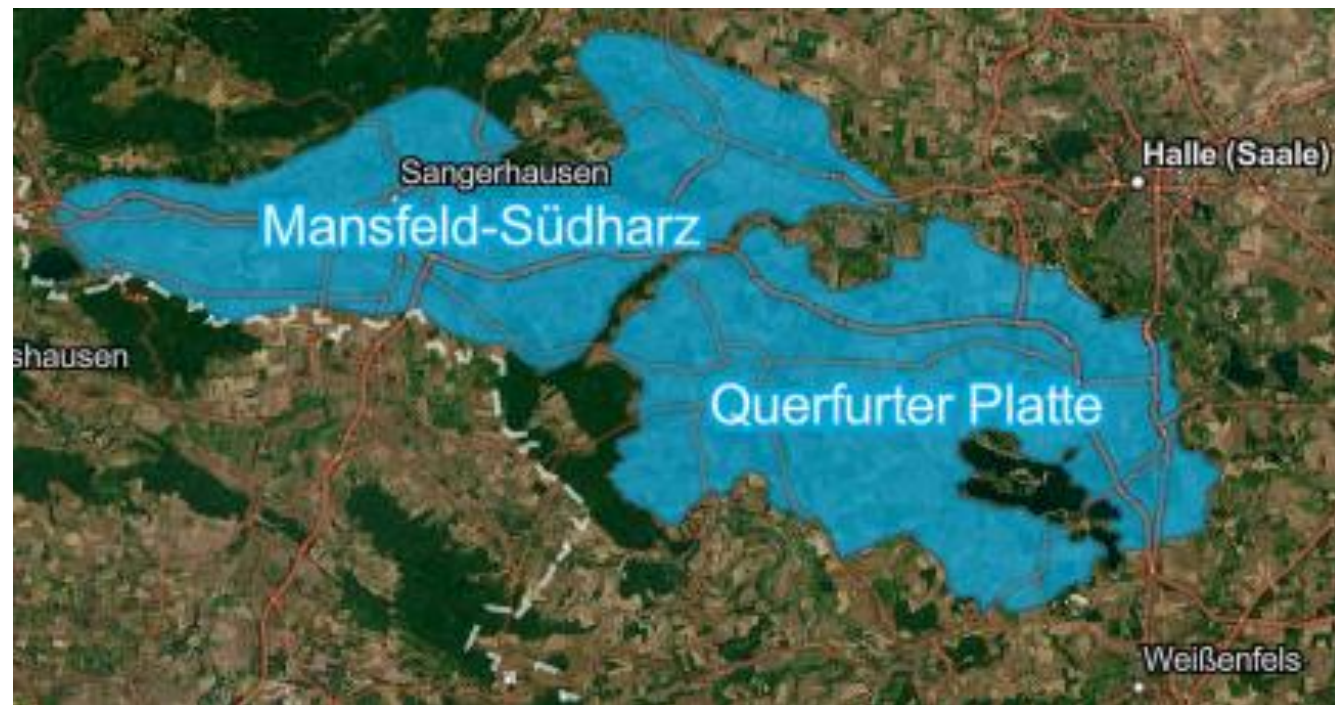 Halle (Saale)
Sangerhausen
Mansfeld-Südharz
shausen
Querfurter Platte
Weißenfels